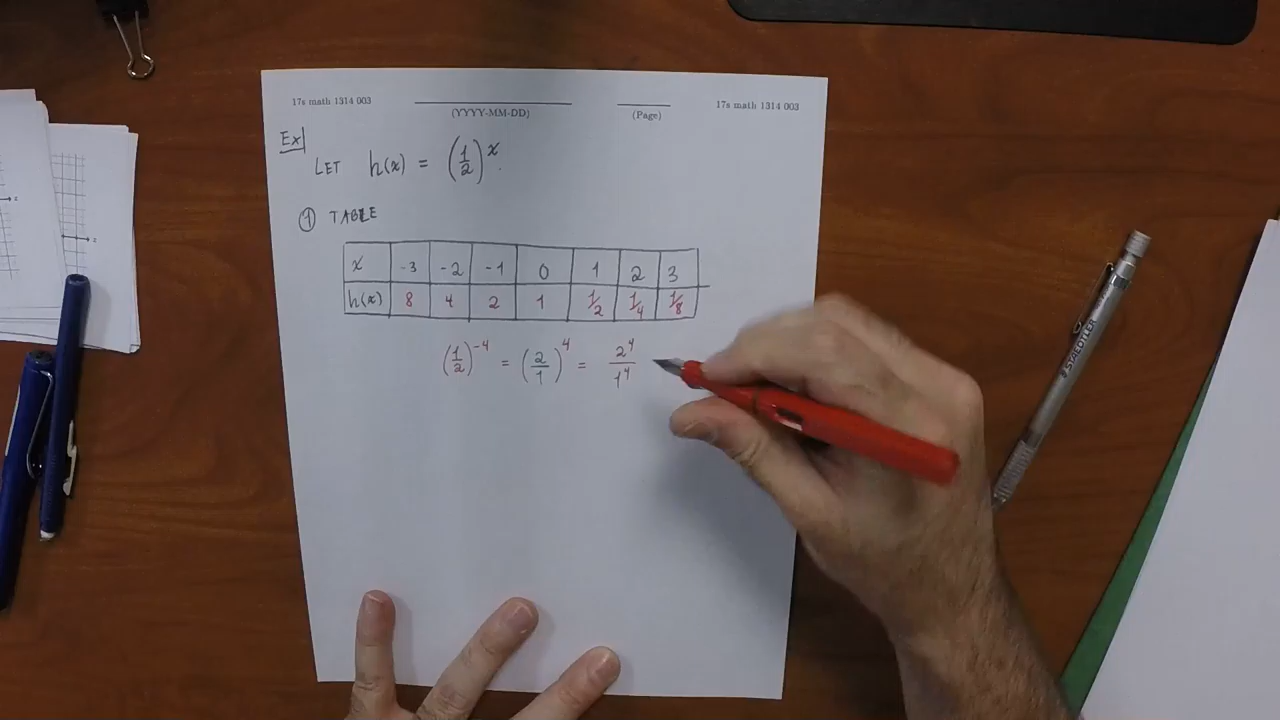 17s math 1314 003 (YYYY-MM-DD) (Page) 17s math 1314 003
Ex
LET h(x) = (1/2)^x.
① TABLE
x -3 -2 -1 0 1 2 3
h(x) 8 4 2 1 1/2 1/4 1/8
(1/2)^-4 = (2/1)^4 = 2^4/1^4
STAEDTLER